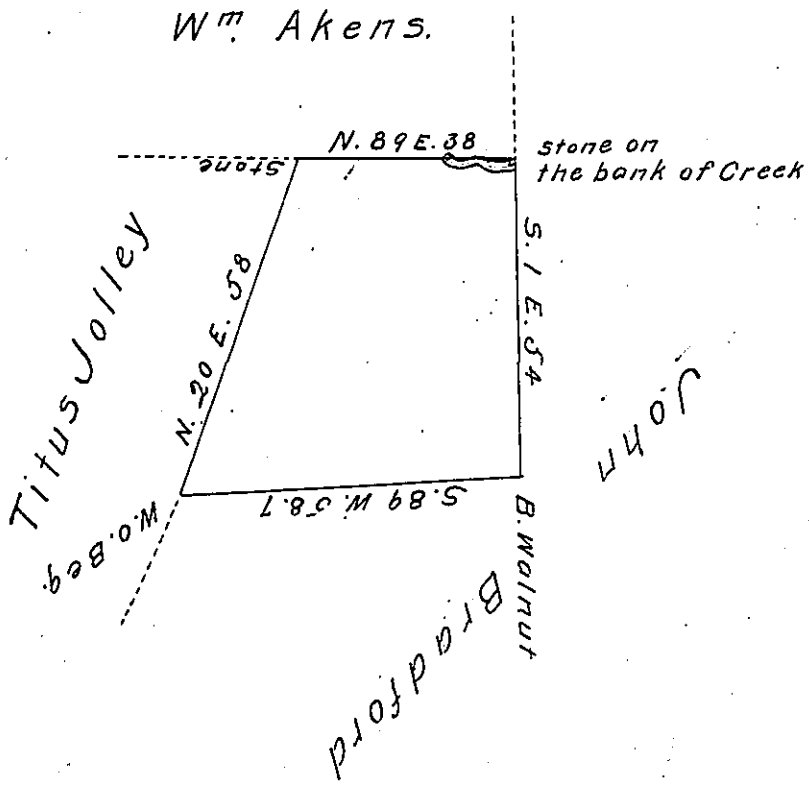 Wm. Akens.
N. 89 E. 38
stone on
the bank of Creek
Stone
S. 1 E. 54
Titus Jolley
N. 20 E. 58
John
S. 89 W. 58.7
W.O. Beg.
B. Walnut
Bradford